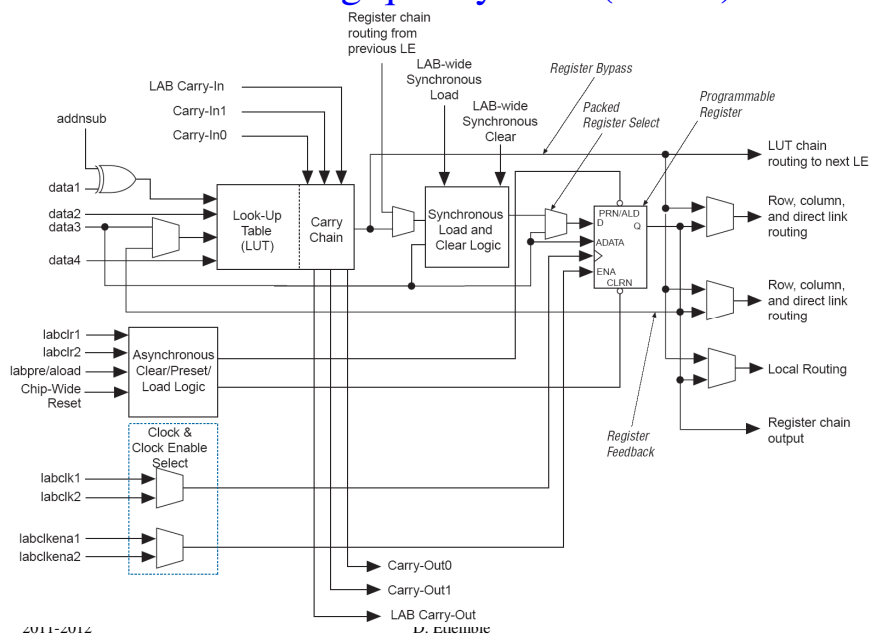 Register chain
routing from
previous LE
LAB Carry-In
Carry-In1
Carry-In0
LAB-wide
Synchronous
Load
LAB-wide
Synchronous
Clear
Register Bypass
Packed
Register Select
Programmable
Register
addnsub
data1
data2
data3
data4
Look-Up
Table
(LUT)
Carry
Chain
Synchronous
Load and
Clear Logic
PRN/ALD
D
Q
ADATA
ENA
CLRN
LUT chain
routing to next LE
Row, column,
and direct link
routing
Row, column,
and direct link
routing
Local Routing
Register chain
output
Register
Feedback
labclr1
labclr2
labpre/aload
Chip-Wide
Reset
Asynchronous
Clear/Preset/
Load Logic
Clock &
Clock Enable
Select
labclk1
labclk2
labclkena1
labclkena2
Carry-Out0
Carry-Out1
LAB Carry-Out
2011-2012